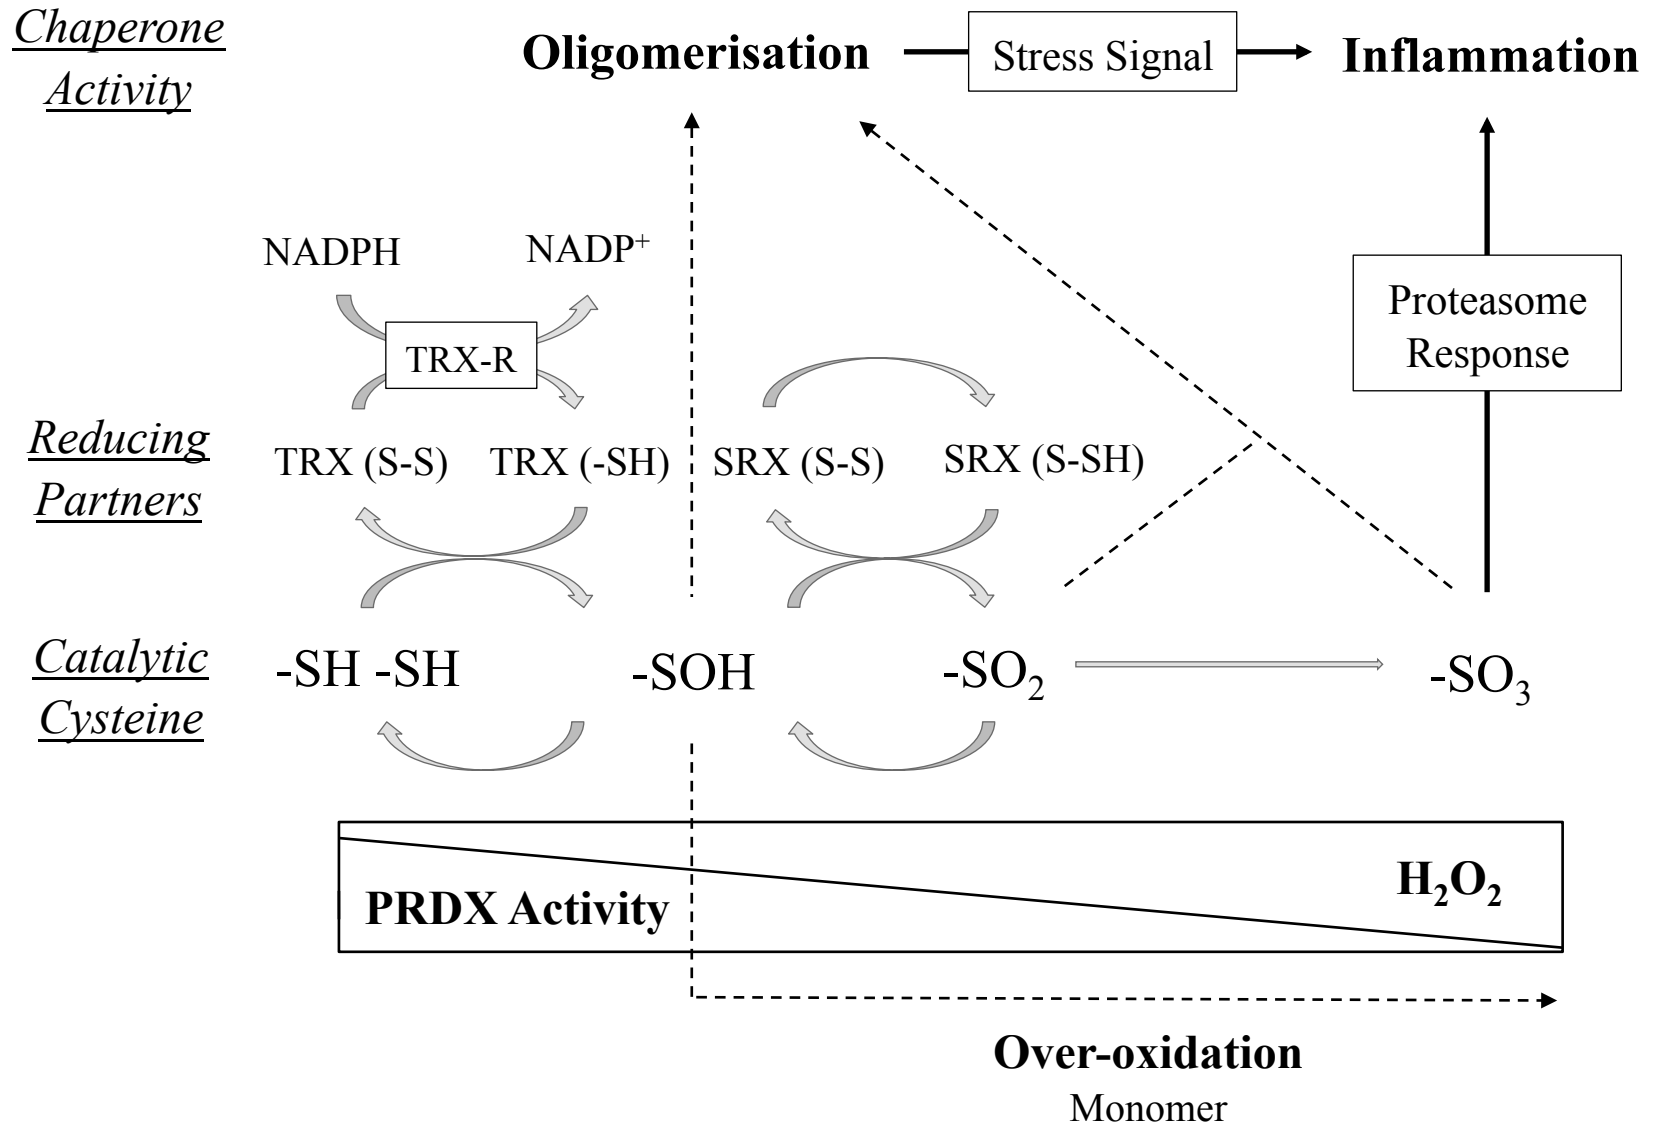 Chaperone
Activity
Oligomerisation
Stress Signal
Inflammation
NADPH
NADP⁺
TRX-R
Proteasome
Response
Reducing
Partners
TRX (S-S)
TRX (-SH)
SRX (S-S)
SRX (S-SH)
Catalytic
Cysteine
-SH -SH
-SOH
-SO₂
-SO₃
PRDX Activity
H₂O₂
Over-oxidation
Monomer